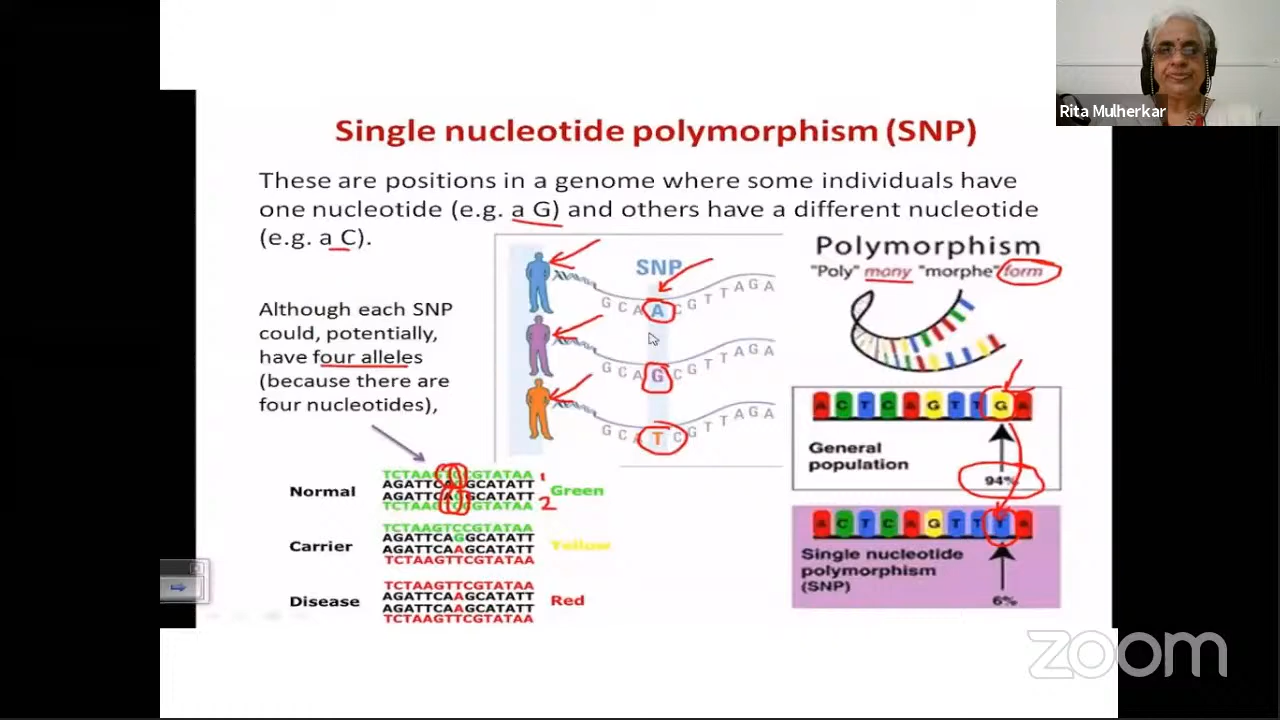 Rita Mulherkar
Single nucleotide polymorphism (SNP)
These are positions in a genome where some individuals have
one nucleotide (e.g. a G) and others have a different nucleotide
(e.g. a C).
Although each SNP
could, potentially,
have four alleles
(because there are
four nucleotides),
SNP
G C A A C G T T A G A
G C A G C G T T A G A
G C A T C G T T A G A
Polymorphism
"Poly" many "morphe" form
A C T C A G T T G A
General
population
94%
A C T C A G T T T A
Single nucleotide
polymorphism
(SNP)
6%
Normal
TCTAAGTCCGTATAA 1
AGATTCAGGCATATT
AGATTCAGGCATATT
TCTAAGTCCGTATAA 2
Green
Carrier
TCTAAGTCCGTATAA
AGATTCAGGCATATT
AGATTCAAGCATATT
TCTAAGTTCGTATAA
Yellow
Disease
TCTAAGTTCGTATAA
AGATTCAAGCATATT
AGATTCAAGCATATT
TCTAAGTTCGTATAA
Red
zoom